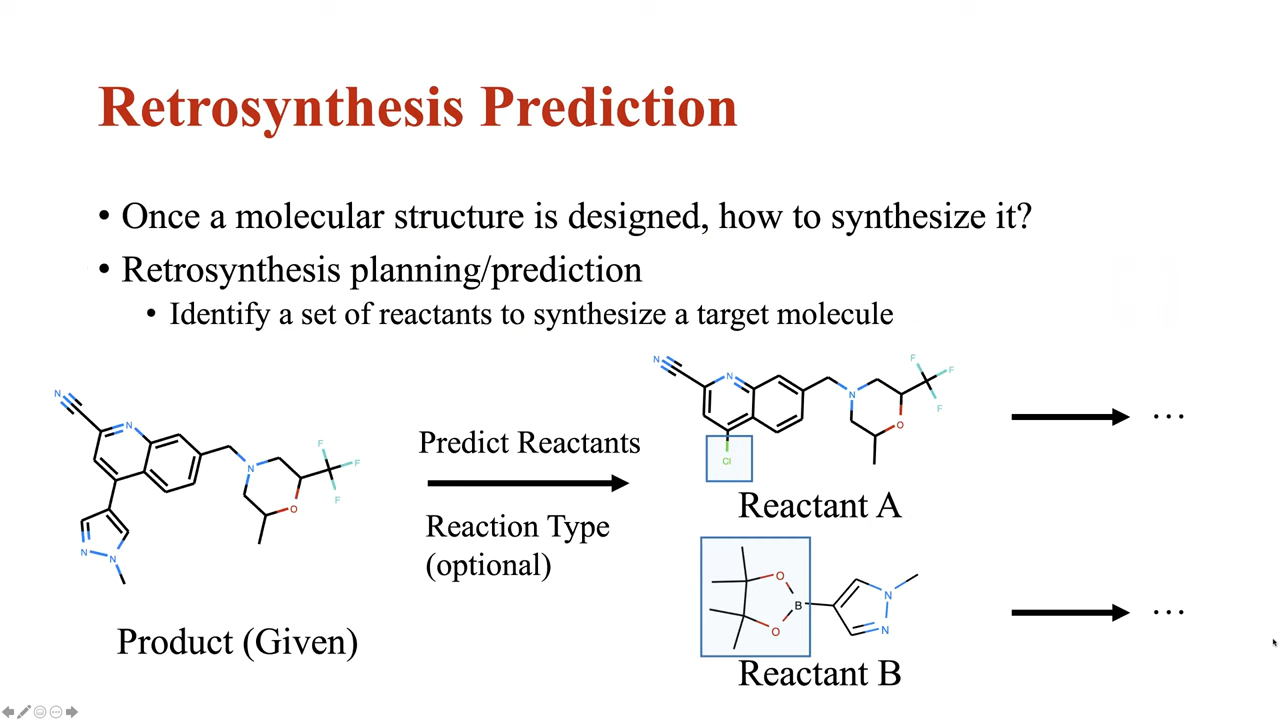 Retrosynthesis Prediction
• Once a molecular structure is designed, how to synthesize it?
• Retrosynthesis planning/prediction
• Identify a set of reactants to synthesize a target molecule
N
N
N
O
F
F
F
N
N
Product (Given)
Predict Reactants
Reaction Type
(optional)
N
N
N
O
F
F
F
Cl
Reactant A
...
O
O
B
N
N
Reactant B
...